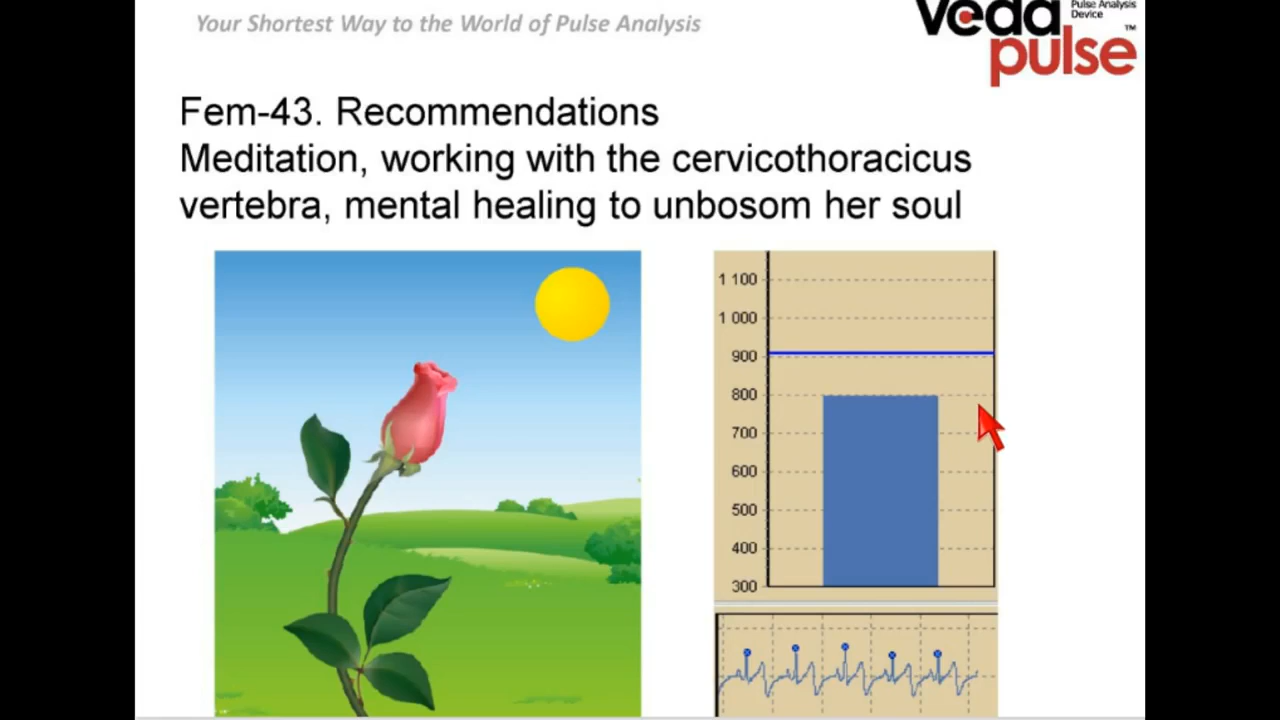 Your Shortest Way to the World of Pulse Analysis
Veda
Pulse Analysis
Device
pulse™
Fem-43. Recommendations
Meditation, working with the cervicothoracicus
vertebra, mental healing to unbosom her soul
1 100
1 000
900
800
700
600
500
400
300